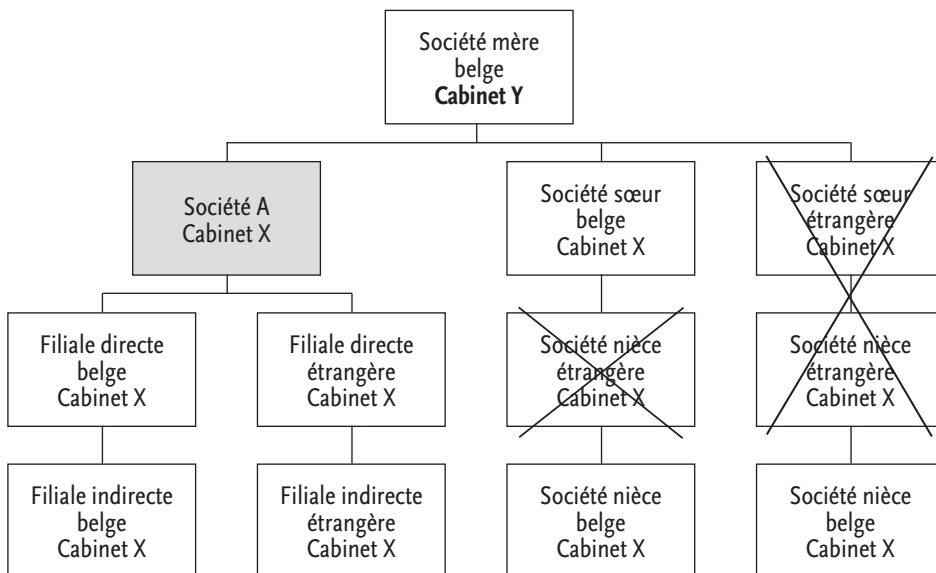 Société mère
belge
Cabinet Y
Société A
Cabinet X
Société sœur
belge
Cabinet X
Société sœur
étrangère
Cabinet X
Filiale directe
belge
Cabinet X
Filiale directe
étrangère
Cabinet X
Société nièce
étrangère
Cabinet X
Société nièce
étrangère
Cabinet X
Filiale indirecte
belge
Cabinet X
Filiale indirecte
étrangère
Cabinet X
Société nièce
belge
Cabinet X
Société nièce
belge
Cabinet X